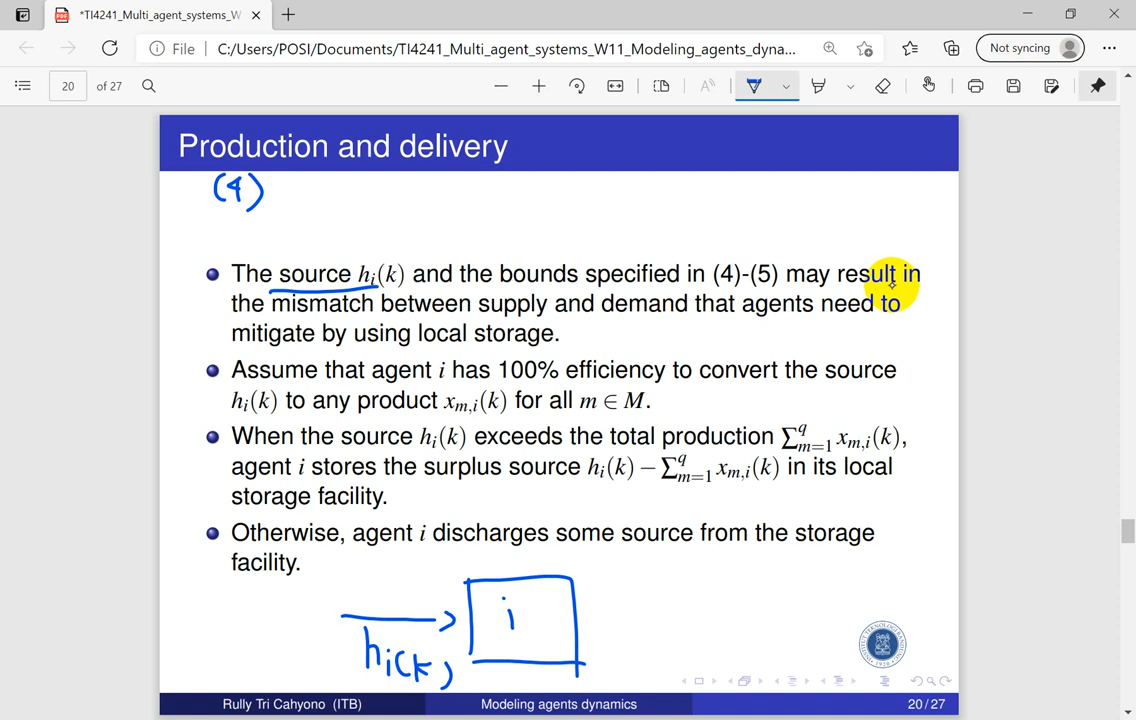 *TI4241_Multi_agent_systems_W
File C:/Users/POSI/Documents/TI4241_Multi_agent_systems_W11_Modeling_agents_dyna... Not syncing
20 of 27
Production and delivery
(4)
The source hᵢ(k) and the bounds specified in (4)-(5) may result in
the mismatch between supply and demand that agents need to
mitigate by using local storage.
Assume that agent i has 100% efficiency to convert the source
hᵢ(k) to any product xₘ,ᵢ(k) for all m ∈ M.
When the source hᵢ(k) exceeds the total production ∑_{m=1}^{q} xₘ,ᵢ(k),
agent i stores the surplus source hᵢ(k) − ∑_{m=1}^{q} xₘ,ᵢ(k) in its local
storage facility.
Otherwise, agent i discharges some source from the storage
facility.
i
hi(k)
Rully Tri Cahyono (ITB) Modeling agents dynamics 20 / 27